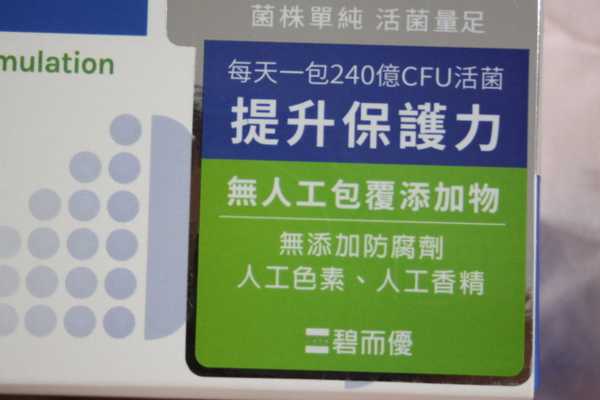 菌株單純 活菌量足
mulation
每天一包240億CFU活菌
提升保護力
無人工包覆添加物
無添加防腐劑
人工色素、人工香精
碧而優